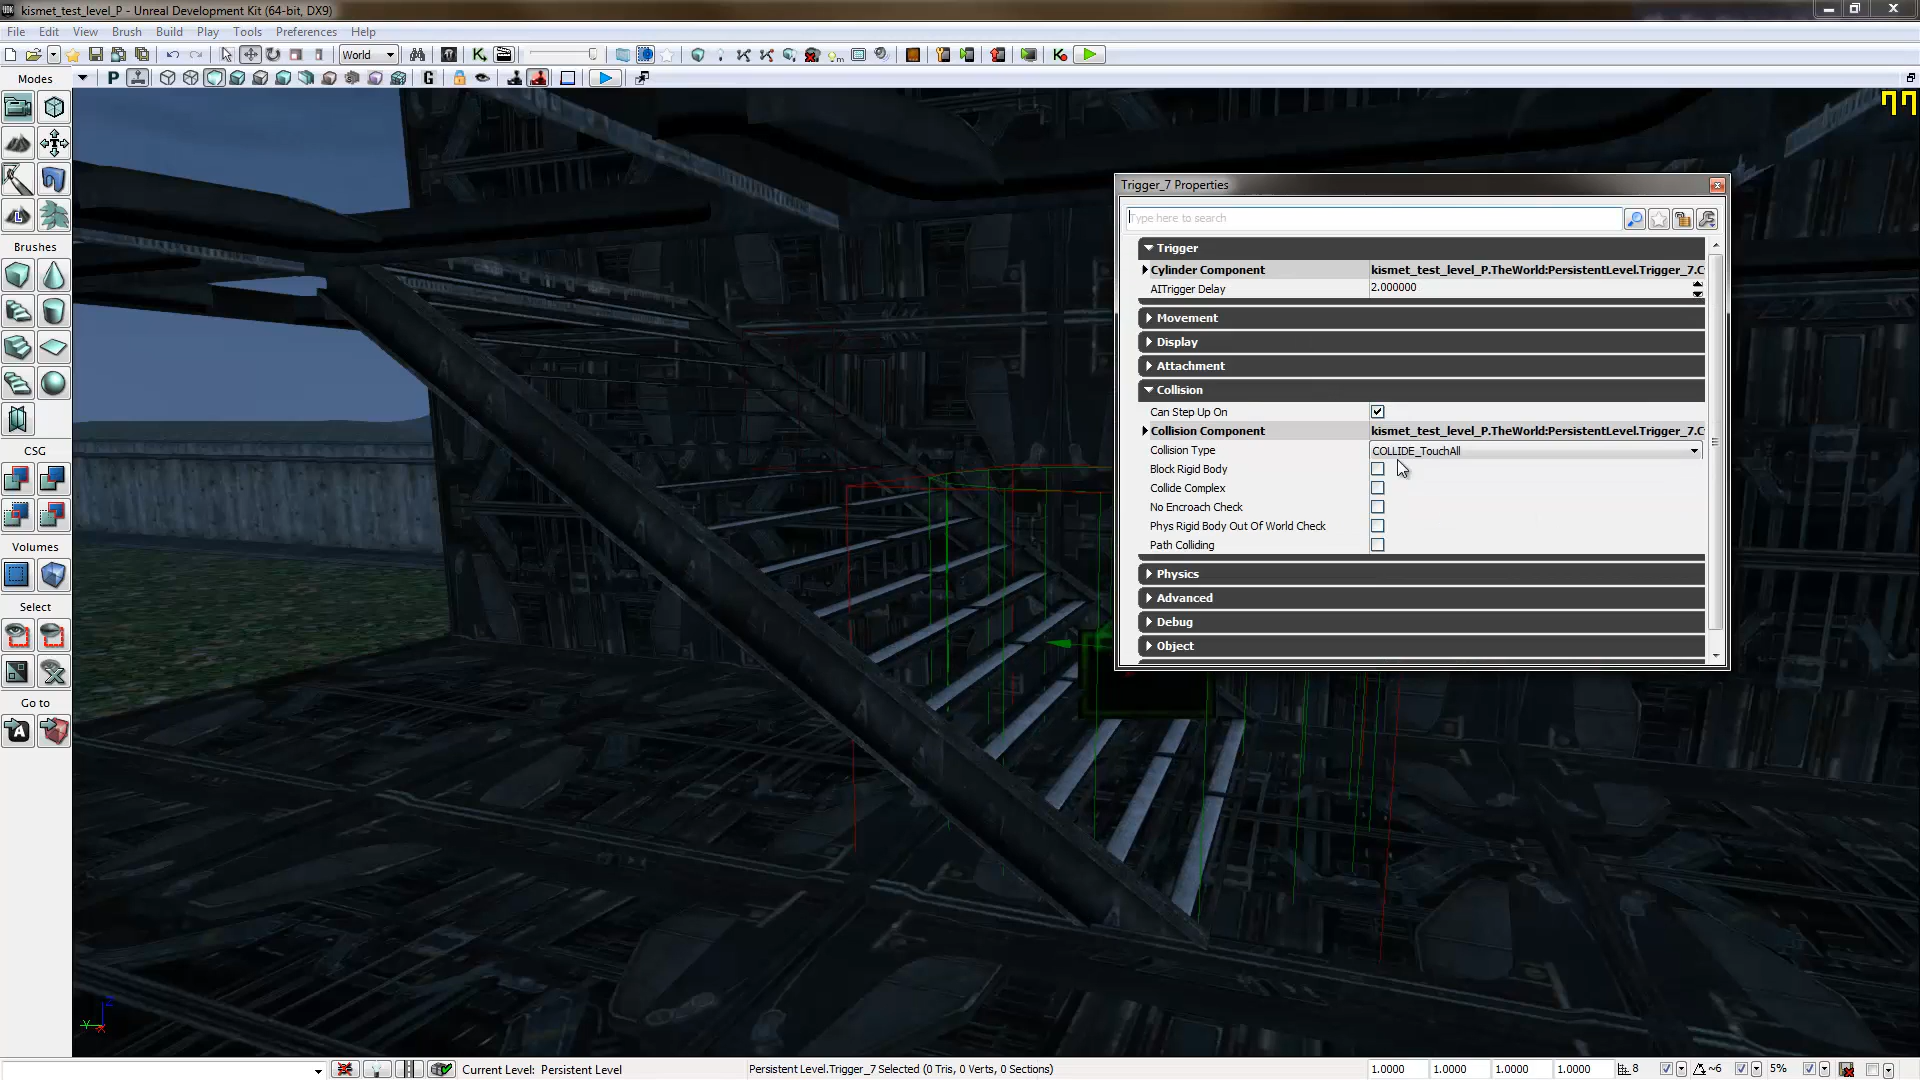 kismet_test_level_P - Unreal Development Kit (64-bit, DX9)
File Edit View Brush Build Play Tools Preferences Help
World
Modes
P
G
77
Brushes
CSG
Volumes
Select
Go to
A
Trigger_7 Properties
Type here to search
Trigger
Cylinder Component kismet_test_level_P.TheWorld:PersistentLevel.Trigger_7.C
AITrigger Delay 2.000000
Movement
Display
Attachment
Collision
Can Step Up On
Collision Component kismet_test_level_P.TheWorld:PersistentLevel.Trigger_7.C
Collision Type COLLIDE_TouchAll
Block Rigid Body
Collide Complex
No Encroach Check
Phys Rigid Body Out Of World Check
Path Colliding
Physics
Advanced
Debug
Object
Z
Y
X
Current Level: Persistent Level
Persistent Level.Trigger_7 Selected (0 Tris, 0 Verts, 0 Sections)
1.0000 1.0000 1.0000 1.0000 8 ~6 5%